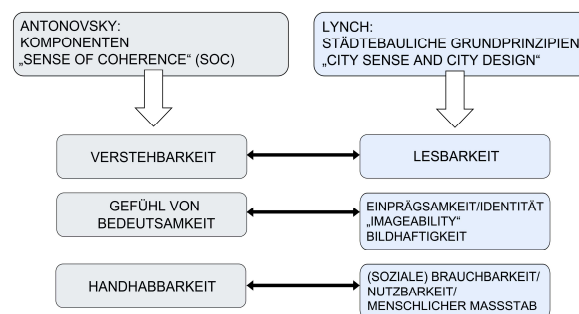 ANTONOVSKY:
KOMPONENTEN
„SENSE OF COHERENCE“ (SOC)
LYNCH:
STÄDTEBAULICHE GRUNDPRINZIPIEN
„CITY SENSE AND CITY DESIGN“
VERSTEHBARKEIT
LESBARKEIT
GEFÜHL VON
BEDEUTSAMKEIT
EINPRÄGSAMKEIT/IDENTITÄT
„IMAGEABILITY“
BILDHAFTIGKEIT
HANDHABBARKEIT
(SOZIALE) BRAUCHBARKEIT/
NUTZBARKEIT/
MENSCHLICHER MASSSTAB